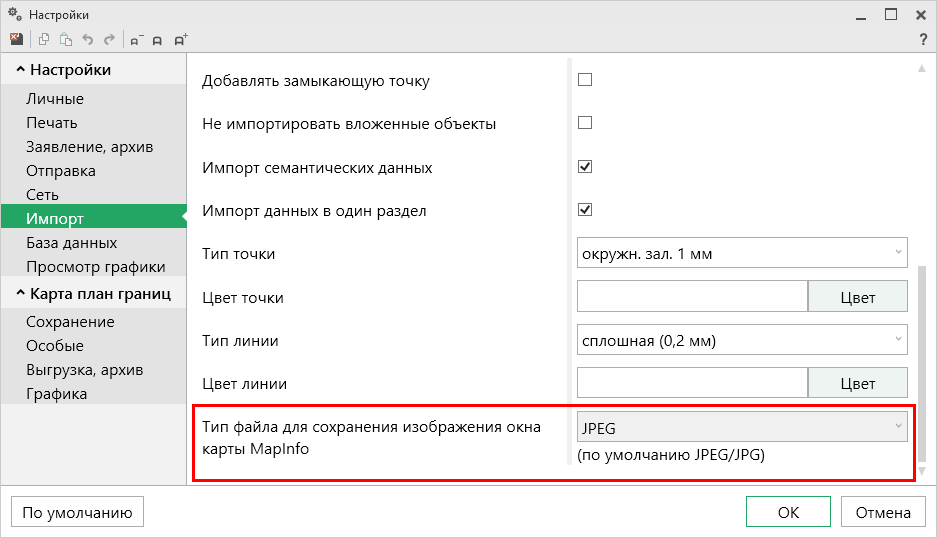 Настройки
?
Настройки
Личные
Печать
Заявление, архив
Отправка
Сеть
Импорт
База данных
Просмотр графики
Карта план границ
Сохранение
Особые
Выгрузка, архив
Графика
Добавлять замыкающую точку
Не импортировать вложенные объекты
Импорт семантических данных
Импорт данных в один раздел
Тип точки
окружн. зал. 1 мм
Цвет точки
Цвет
Тип линии
сплошная (0,2 мм)
Цвет линии
Цвет
Тип файла для сохранения изображения окна
карты MapInfo
JPEG
(по умолчанию JPEG/JPG)
По умолчанию
ОК
Отмена